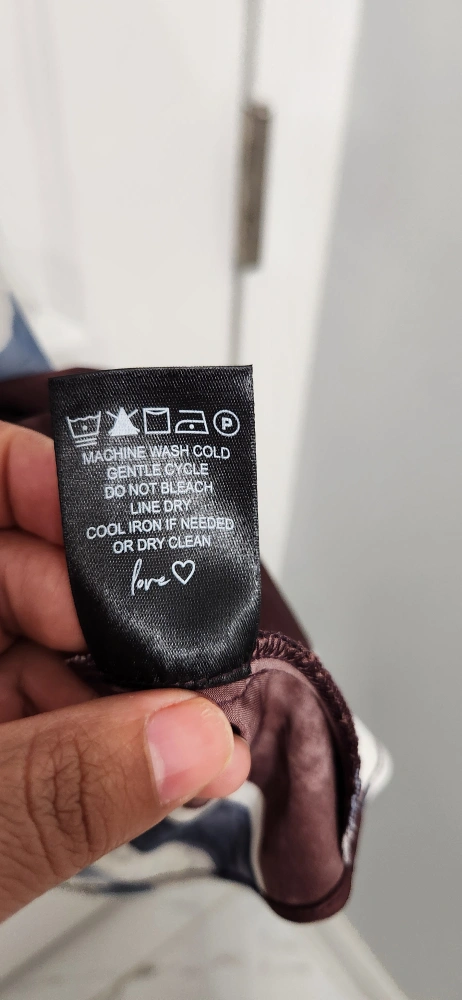 P
MACHINE WASH COLD
GENTLE CYCLE
DO NOT BLEACH
LINE DRY
COOL IRON IF NEEDED
OR DRY CLEAN
love